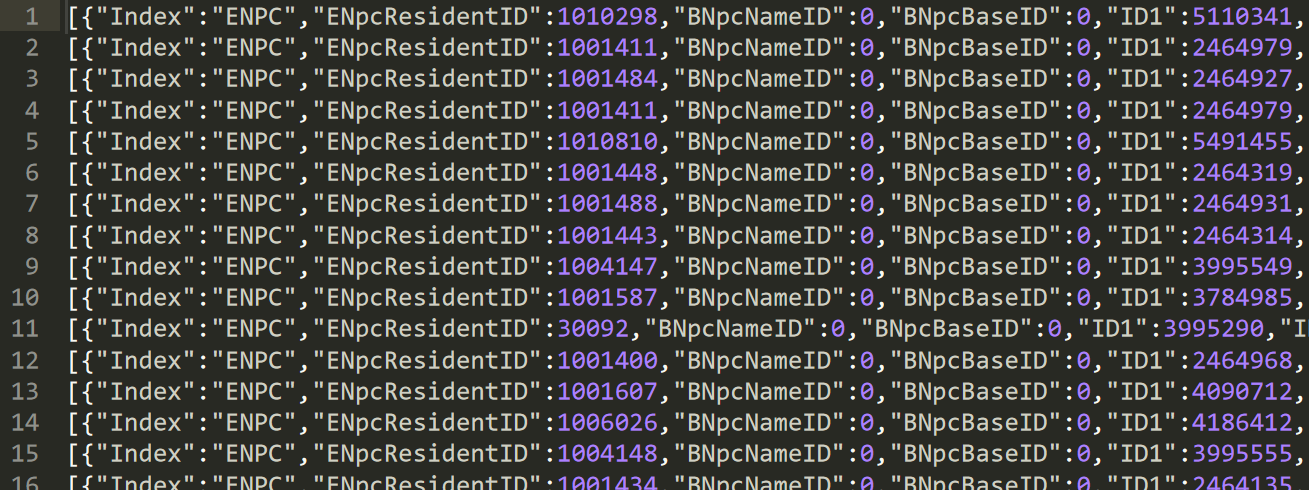 1 [{"Index":"ENPC","ENpcResidentID":1010298,"BNpcNameID":0,"BNpcBaseID":0,"ID1":5110341,
2 [{"Index":"ENPC","ENpcResidentID":1001411,"BNpcNameID":0,"BNpcBaseID":0,"ID1":2464979,
3 [{"Index":"ENPC","ENpcResidentID":1001484,"BNpcNameID":0,"BNpcBaseID":0,"ID1":2464927,
4 [{"Index":"ENPC","ENpcResidentID":1001411,"BNpcNameID":0,"BNpcBaseID":0,"ID1":2464979,
5 [{"Index":"ENPC","ENpcResidentID":1010810,"BNpcNameID":0,"BNpcBaseID":0,"ID1":5491455,
6 [{"Index":"ENPC","ENpcResidentID":1001448,"BNpcNameID":0,"BNpcBaseID":0,"ID1":2464319,
7 [{"Index":"ENPC","ENpcResidentID":1001488,"BNpcNameID":0,"BNpcBaseID":0,"ID1":2464931,
8 [{"Index":"ENPC","ENpcResidentID":1001443,"BNpcNameID":0,"BNpcBaseID":0,"ID1":2464314,
9 [{"Index":"ENPC","ENpcResidentID":1004147,"BNpcNameID":0,"BNpcBaseID":0,"ID1":3995549,
10 [{"Index":"ENPC","ENpcResidentID":1001587,"BNpcNameID":0,"BNpcBaseID":0,"ID1":3784985,
11 [{"Index":"ENPC","ENpcResidentID":30092,"BNpcNameID":0,"BNpcBaseID":0,"ID1":3995290,"I
12 [{"Index":"ENPC","ENpcResidentID":1001400,"BNpcNameID":0,"BNpcBaseID":0,"ID1":2464968,
13 [{"Index":"ENPC","ENpcResidentID":1001607,"BNpcNameID":0,"BNpcBaseID":0,"ID1":4090712,
14 [{"Index":"ENPC","ENpcResidentID":1006026,"BNpcNameID":0,"BNpcBaseID":0,"ID1":4186412,
15 [{"Index":"ENPC","ENpcResidentID":1004148,"BNpcNameID":0,"BNpcBaseID":0,"ID1":3995555,
16 [{"Index":"ENPC","ENpcResidentID":1001434,"BNpcNameID":0,"BNpcBaseID":0,"ID1":2464135,